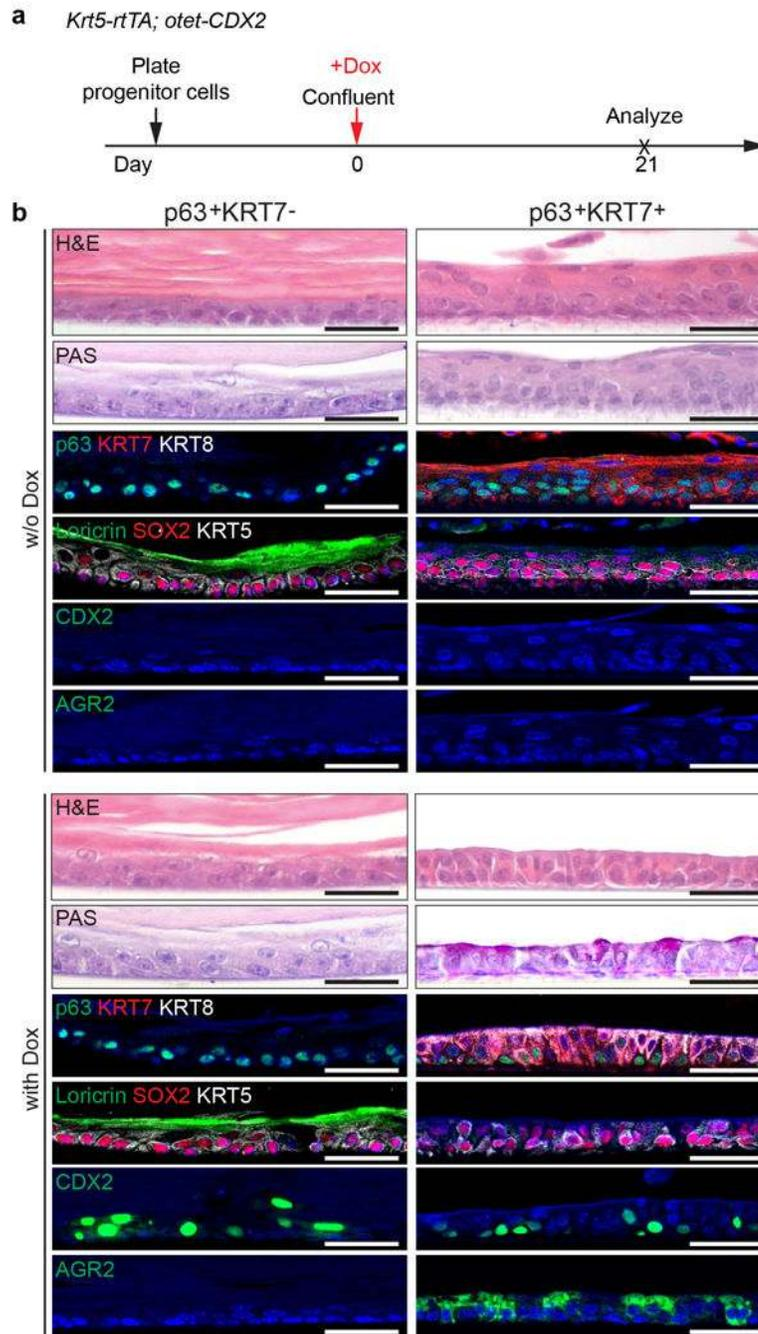 a
Krt5-rtTA; otet-CDX2
Plate
progenitor cells
+Dox
Confluent
Analyze
Day
0
X
21
b
p63+KRT7-
p63+KRT7+
w/o Dox
H&E
PAS
p63 KRT7 KRT8
Loricrin SOX2 KRT5
CDX2
AGR2
with Dox
H&E
PAS
p63 KRT7 KRT8
Loricrin SOX2 KRT5
CDX2
AGR2